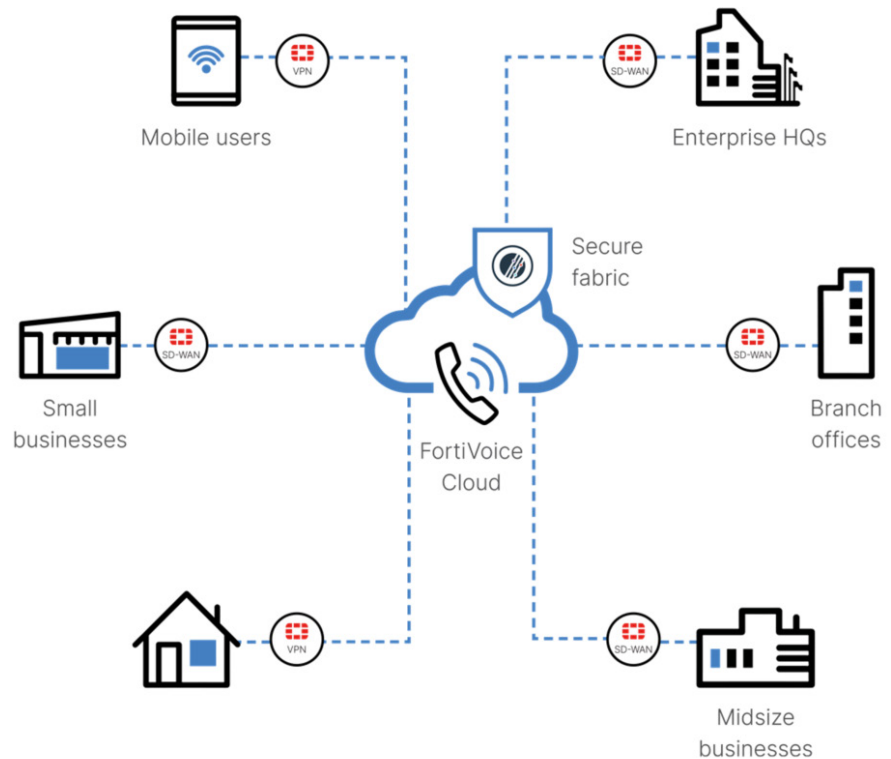 VPN
SD-WAN
Mobile users
Enterprise HQs
Secure
fabric
SD-WAN
SD-WAN
Small
businesses
Branch
offices
FortiVoice
Cloud
VPN
SD-WAN
Midsize
businesses